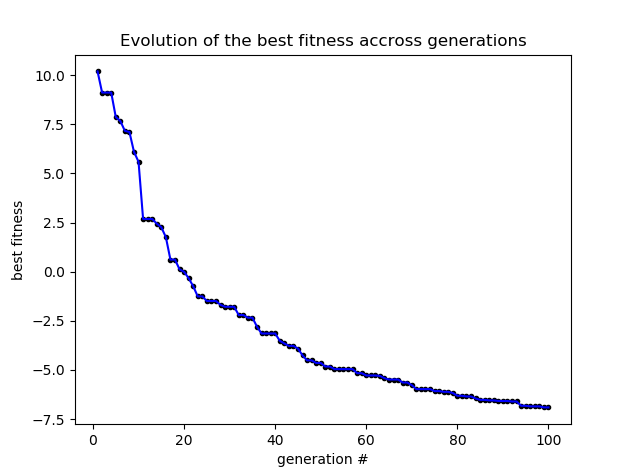 Evolution of the best fitness accross generations
10.0
7.5
5.0
2.5
0.0
−2.5
−5.0
−7.5
best fitness
0 20 40 60 80 100
generation #